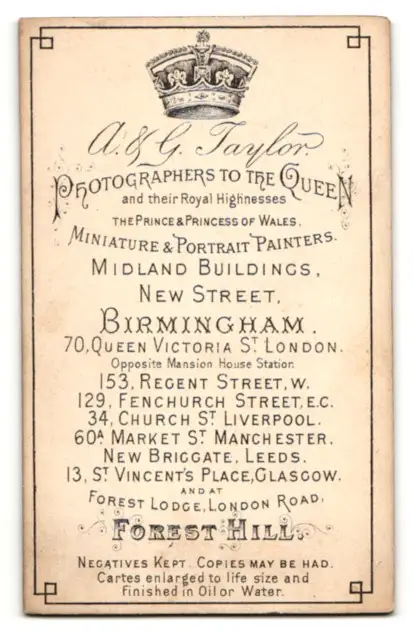 A. & G. Taylor.
PHOTOGRAPHERS TO THE QUEEN
and their Royal Highnesses
THE PRINCE & PRINCESS OF WALES,
MINIATURE & PORTRAIT PAINTERS.
MIDLAND BUILDINGS,
NEW STREET,
BIRMINGHAM.
70, QUEEN VICTORIA ST LONDON.
Opposite Mansion House Station.
153, REGENT STREET, W.
129, FENCHURCH STREET, E.C.
34, CHURCH ST LIVERPOOL.
60A MARKET ST MANCHESTER,
NEW BRIGGATE, LEEDS.
13, ST VINCENT'S PLACE, GLASGOW.
AND AT
FOREST LODGE, LONDON ROAD,
FOREST HILL.
NEGATIVES KEPT. COPIES MAY BE HAD.
Cartes enlarged to life size and
finished in Oil or Water.